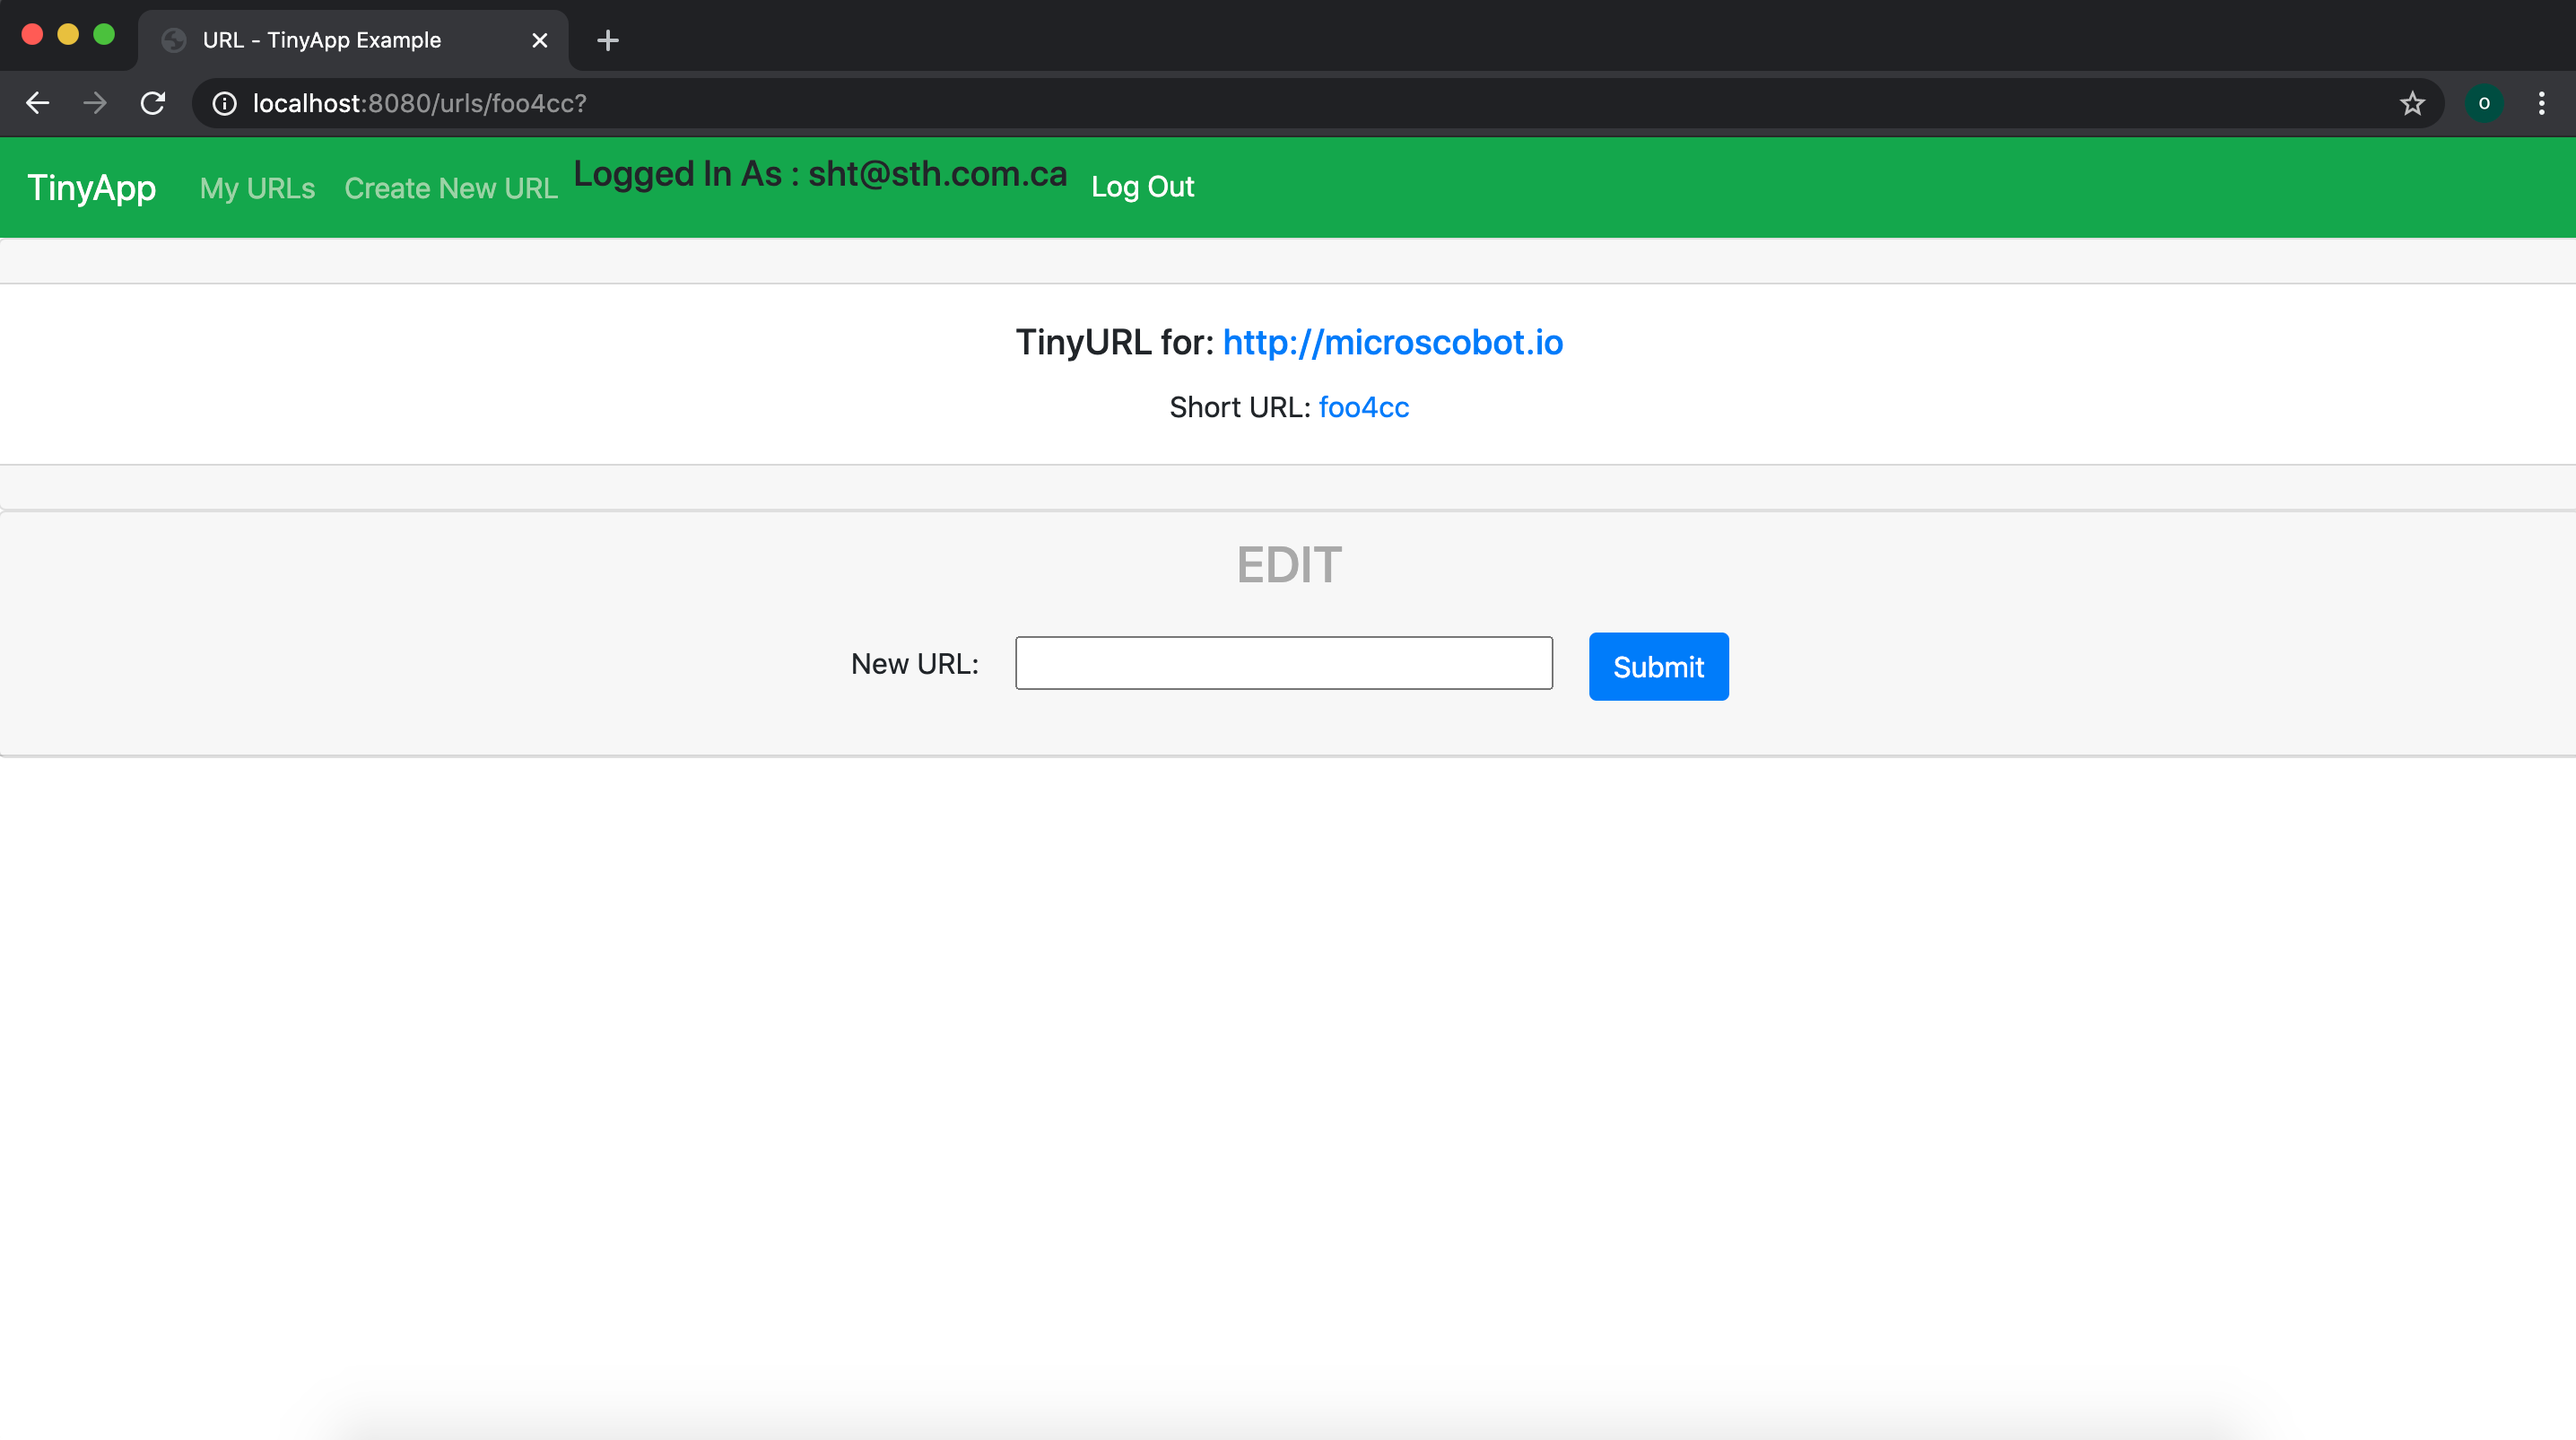 URL - TinyApp Example
localhost:8080/urls/foo4cc?
O
TinyApp My URLs Create New URL Logged In As : sht@sth.com.ca Log Out
TinyURL for: http://microscobot.io
Short URL: foo4cc
EDIT
New URL: Submit